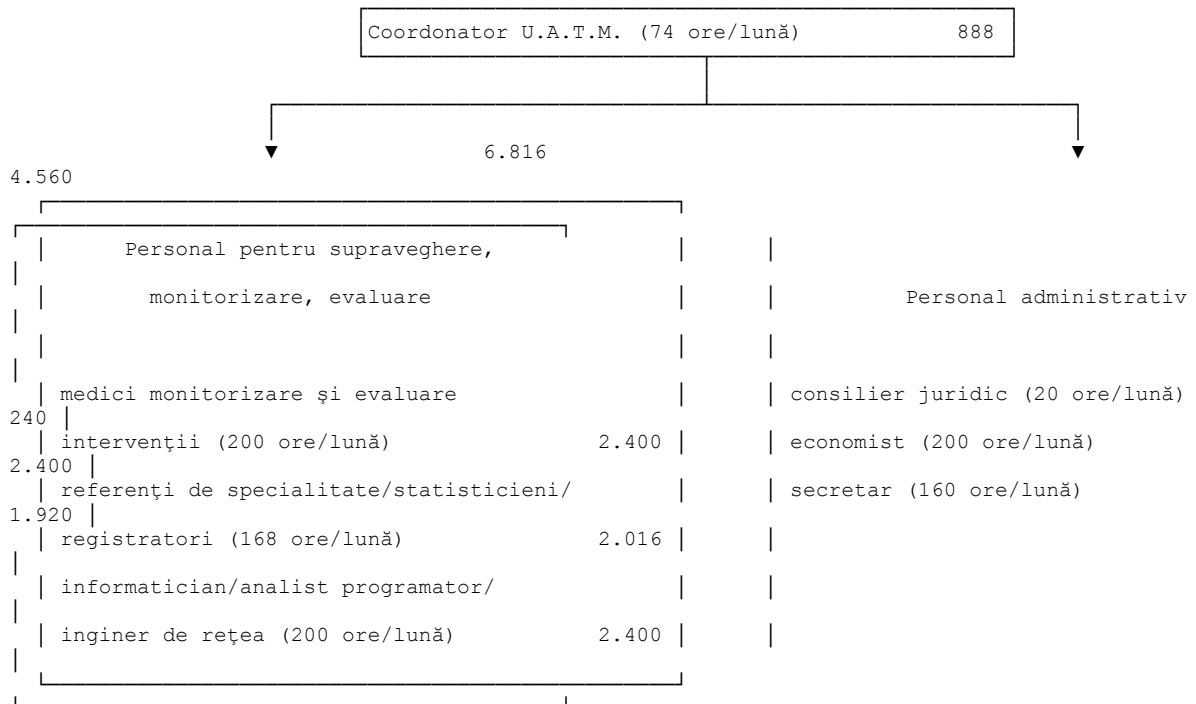 Coordonator U.A.T.M. (74 ore/lună) 888
6.816
4.560
Personal pentru supraveghere,
monitorizare, evaluare Personal administrativ
medici monitorizare şi evaluare consilier juridic (20 ore/lună)
240
intervenţii (200 ore/lună) 2.400 economist (200 ore/lună)
2.400
referenţi de specialitate/statisticieni/ secretar (160 ore/lună)
1.920
registratori (168 ore/lună) 2.016
informatician/analist programator/
inginer de reţea (200 ore/lună) 2.400